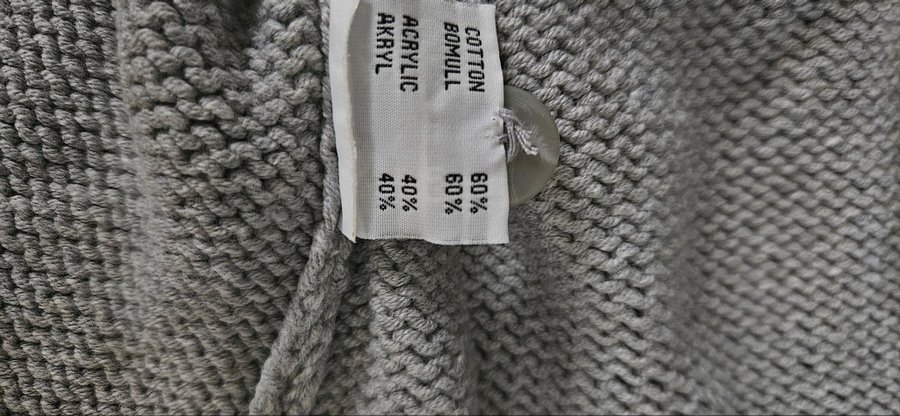 COTTON 60%
BOMULL 60%
ACRYLIC 40%
AKRYL 40%